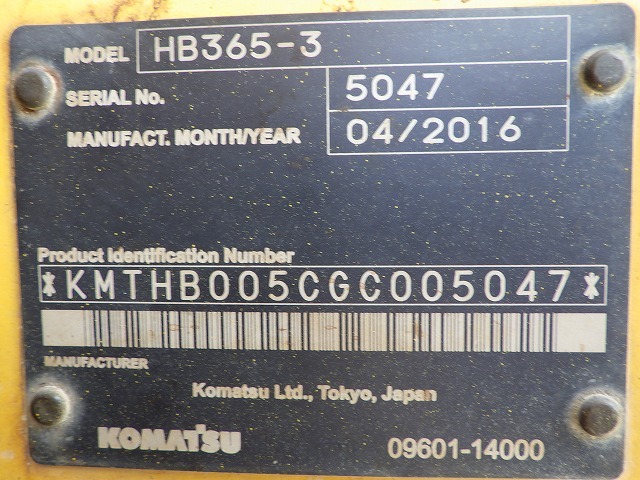 MODEL HB365-3
SERIAL No. 5047
MANUFACT. MONTH/YEAR 04/2016
Product Identification Number
*KMTHB005CGC005047*
MANUFACTURER
Komatsu Ltd., Tokyo, Japan
KOMATSU 09601-14000